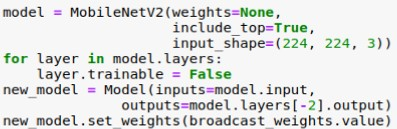 model = MobileNetV2(weights=None,
                    include_top=True,
                    input_shape=(224, 224, 3))
for layer in model.layers:
    layer.trainable = False
new_model = Model(inputs=model.input,
              outputs=model.layers[-2].output)
new_model.set_weights(broadcast_weights.value)